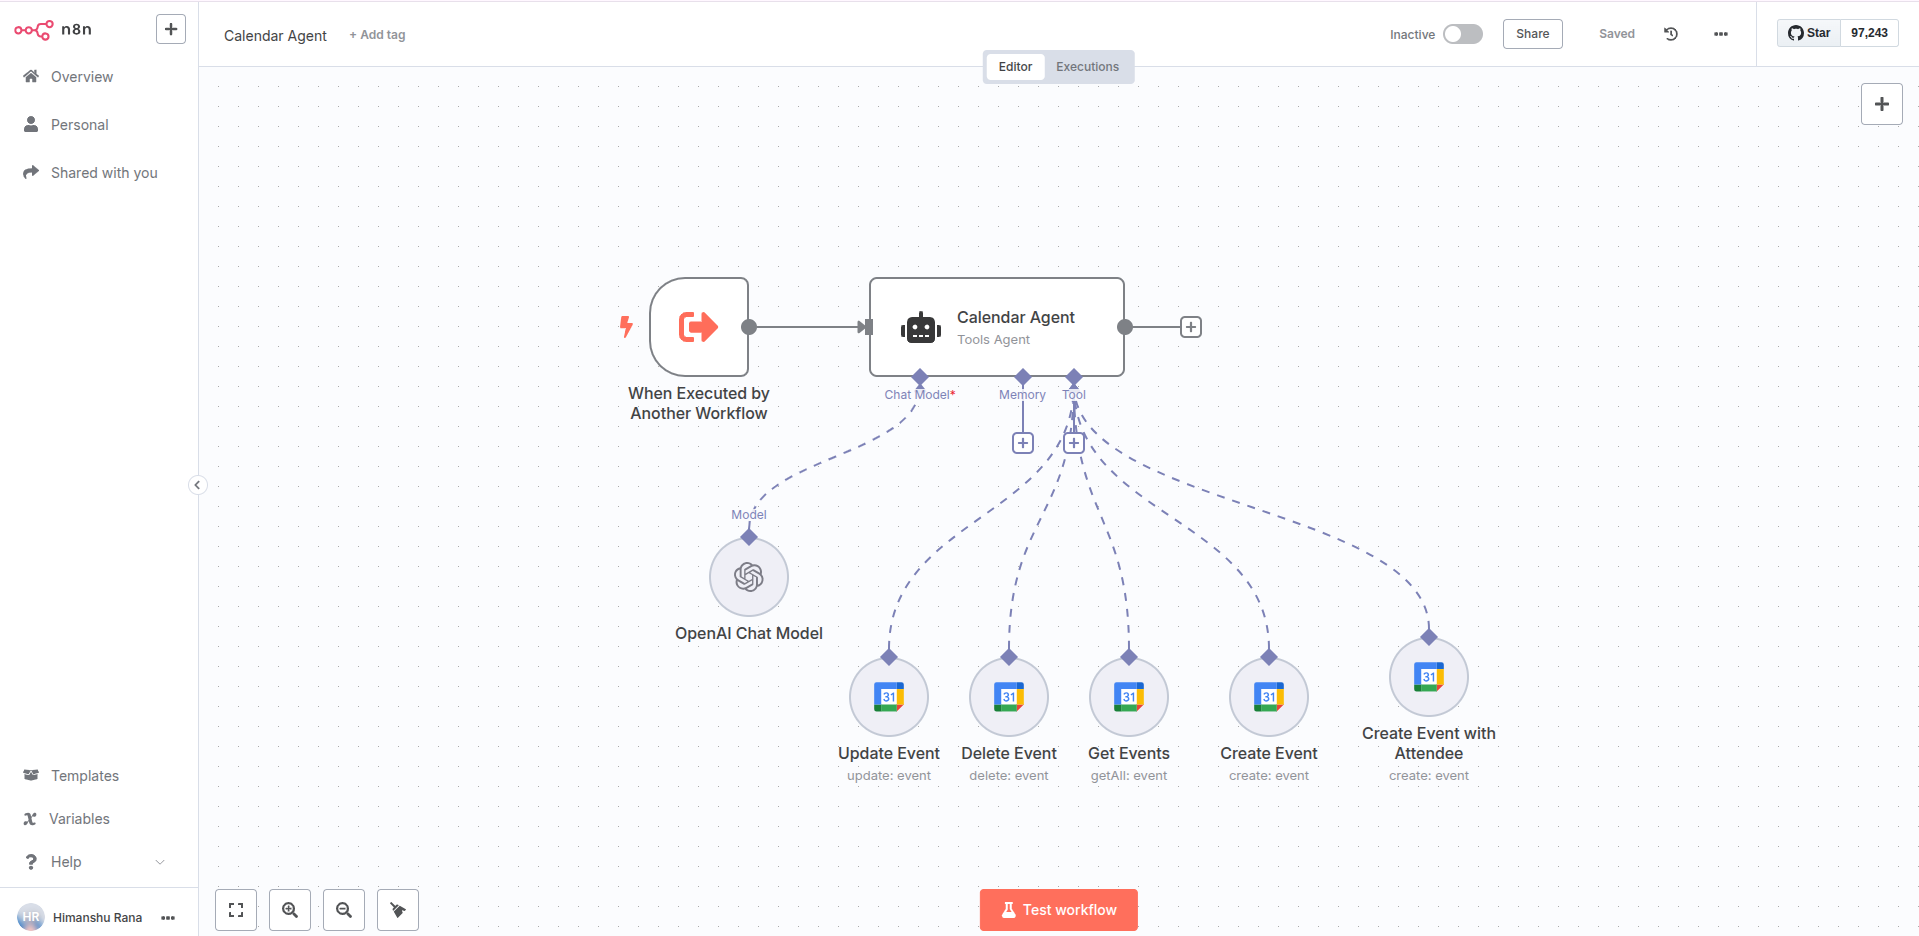 n8n
Calendar Agent
+ Add tag
Inactive
Share
Saved
Star
97,243
Editor
Executions
Overview
Personal
Shared with you
Calendar Agent
Tools Agent
When Executed by
Another Workflow
Chat Model*
Memory
Tool
Model
OpenAI Chat Model
31
31
31
31
31
Update Event
update: event
Delete Event
delete: event
Get Events
getAll: event
Create Event
create: event
Create Event with
Attendee
create: event
Templates
Variables
Help
HR
Himanshu Rana
Test workflow